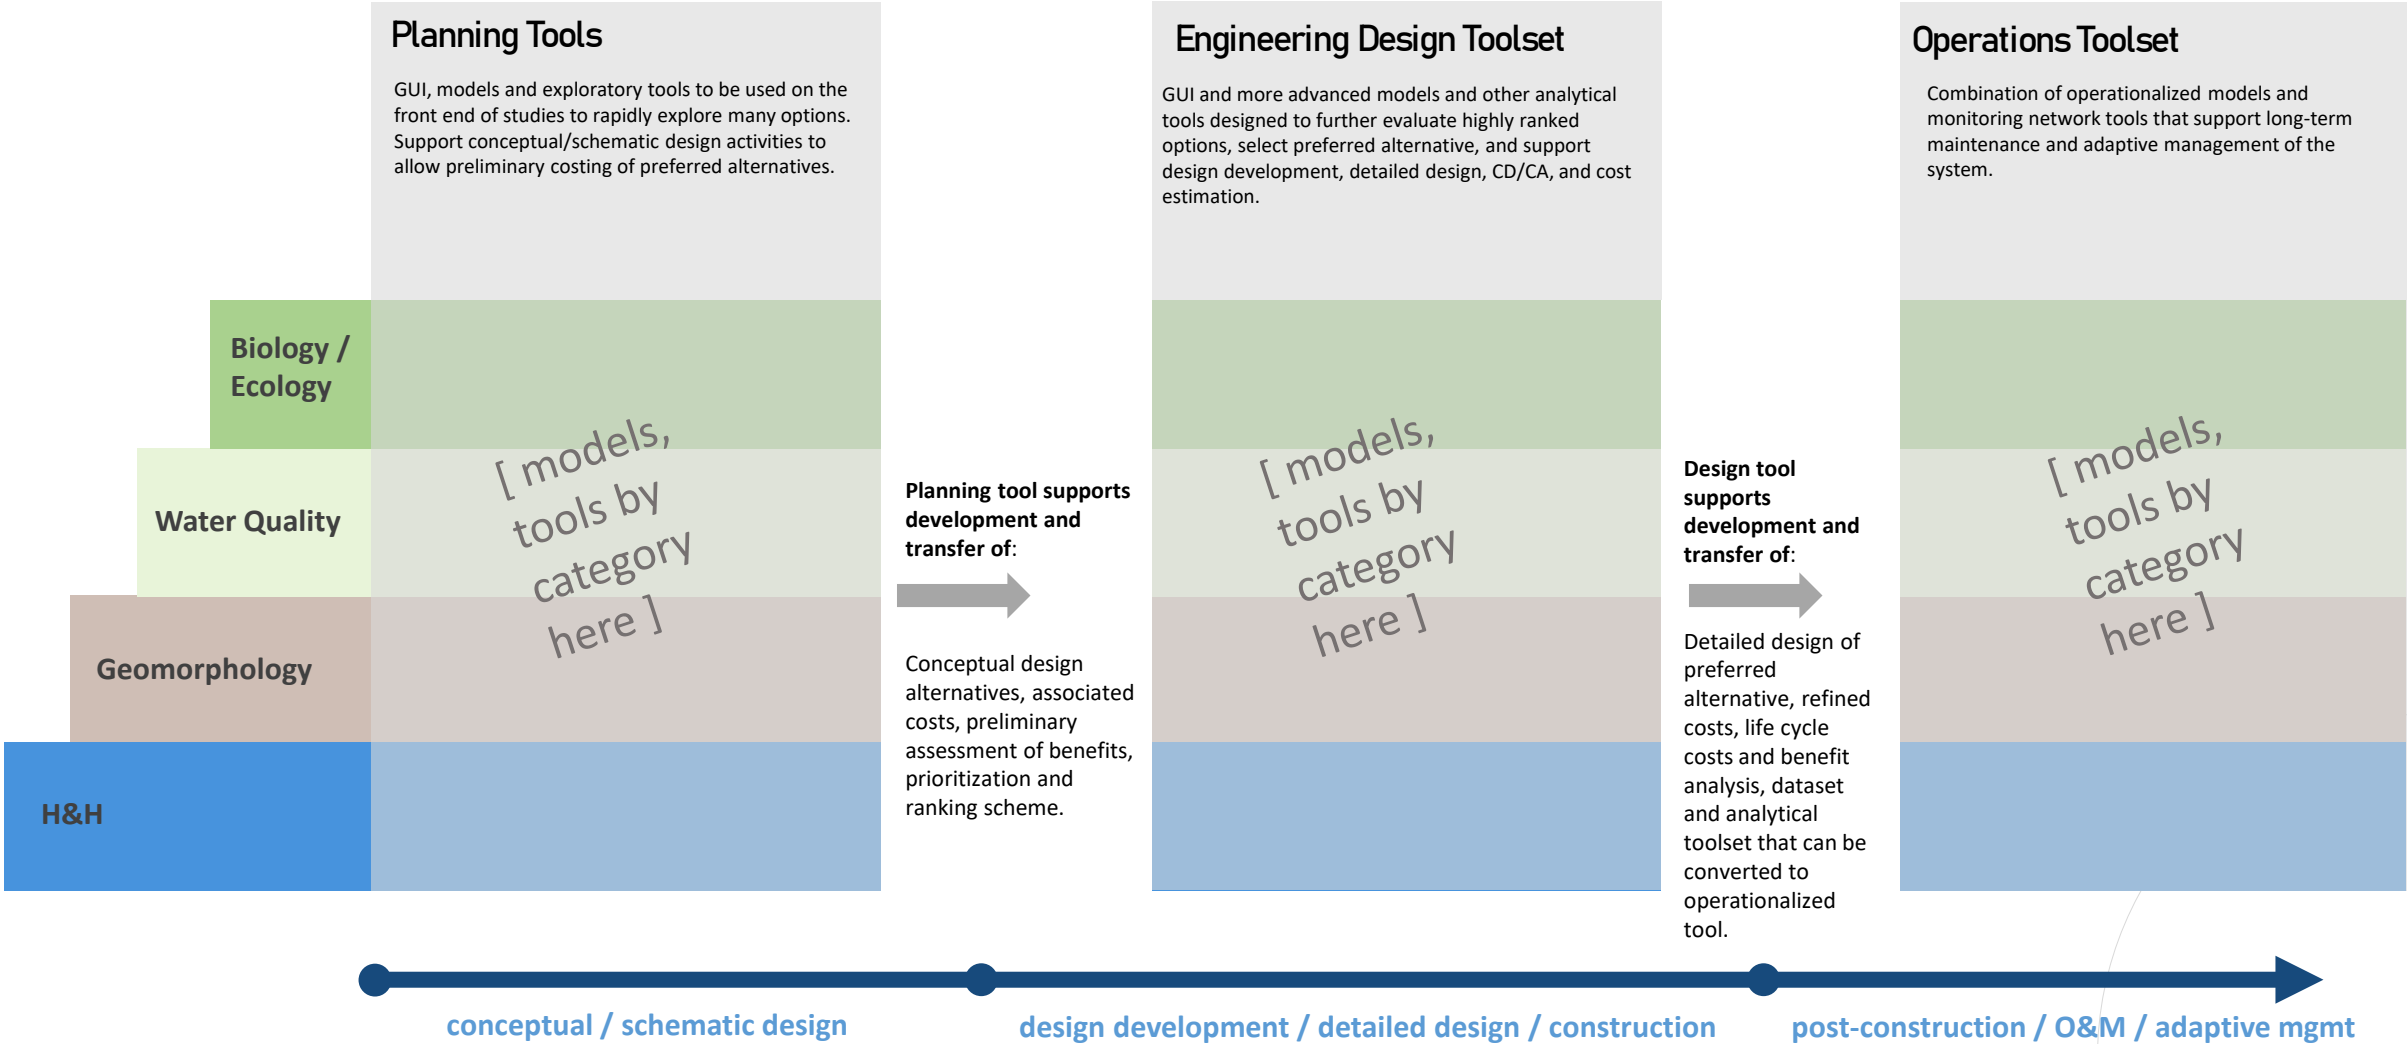 Planning Tools
GUI, models and exploratory tools to be used on the
front end of studies to rapidly explore many options.
Support conceptual/schematic design activities to
allow preliminary costing of preferred alternatives.
Engineering Design Toolset
GUI and more advanced models and other analytical
tools designed to further evaluate highly ranked
options, select preferred alternative, and support
design development, detailed design, CD/CA, and cost
estimation.
Operations Toolset
Combination of operationalized models and
monitoring network tools that support long-term
maintenance and adaptive management of the
system.
Biology /
Ecology
Water Quality
Geomorphology
H&H
[ models,
tools by
category
here ]
Planning tool supports
development and
transfer of:
Conceptual design
alternatives, associated
costs, preliminary
assessment of benefits,
prioritization and
ranking scheme.
[ models,
tools by
category
here ]
Design tool
supports
development and
transfer of:
Detailed design of
preferred
alternative, refined
costs, life cycle
costs and benefit
analysis, dataset
and analytical
toolset that can be
converted to
operationalized
tool.
[ models,
tools by
category
here ]
conceptual / schematic design
design development / detailed design / construction
post-construction / O&M / adaptive mgmt